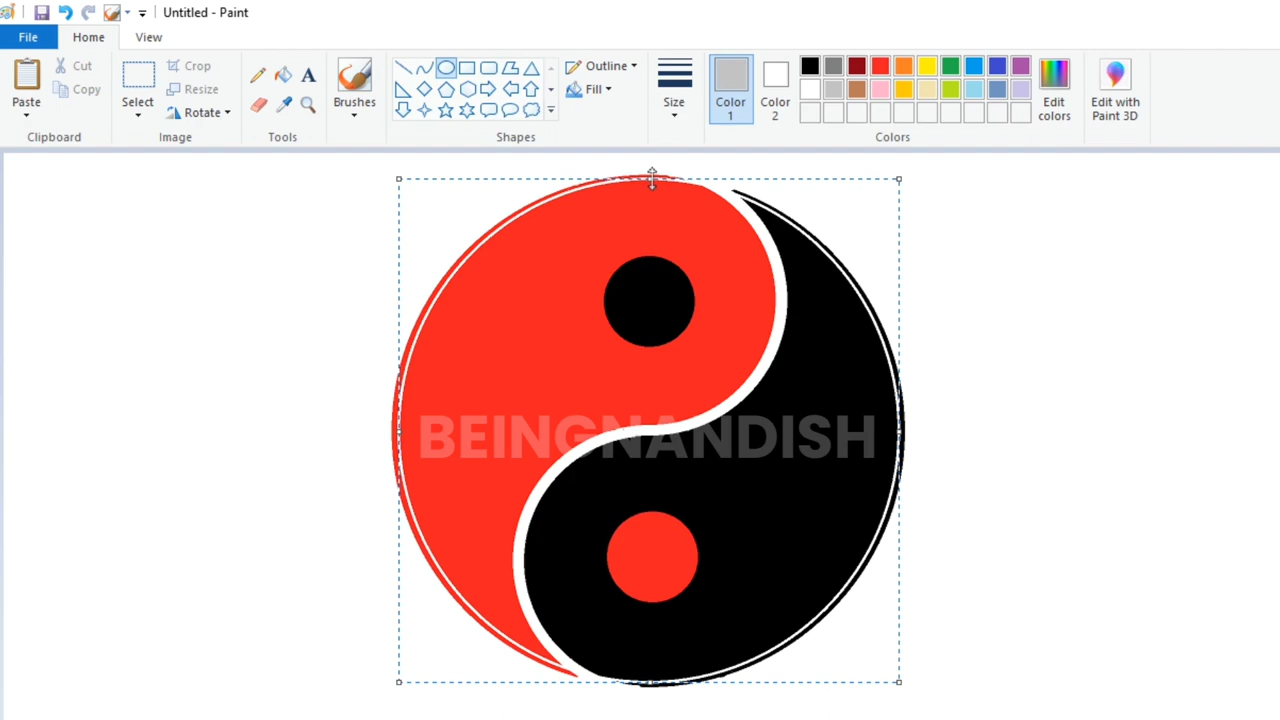 Untitled - Paint
File Home View
Paste
Cut
Copy
Clipboard
Select
Crop
Resize
Rotate
Image
A
Tools
Brushes
Outline
Fill
Shapes
Size
Color 1
Color 2
Edit colors
Edit with Paint 3D
Colors
BEINGNANDISH